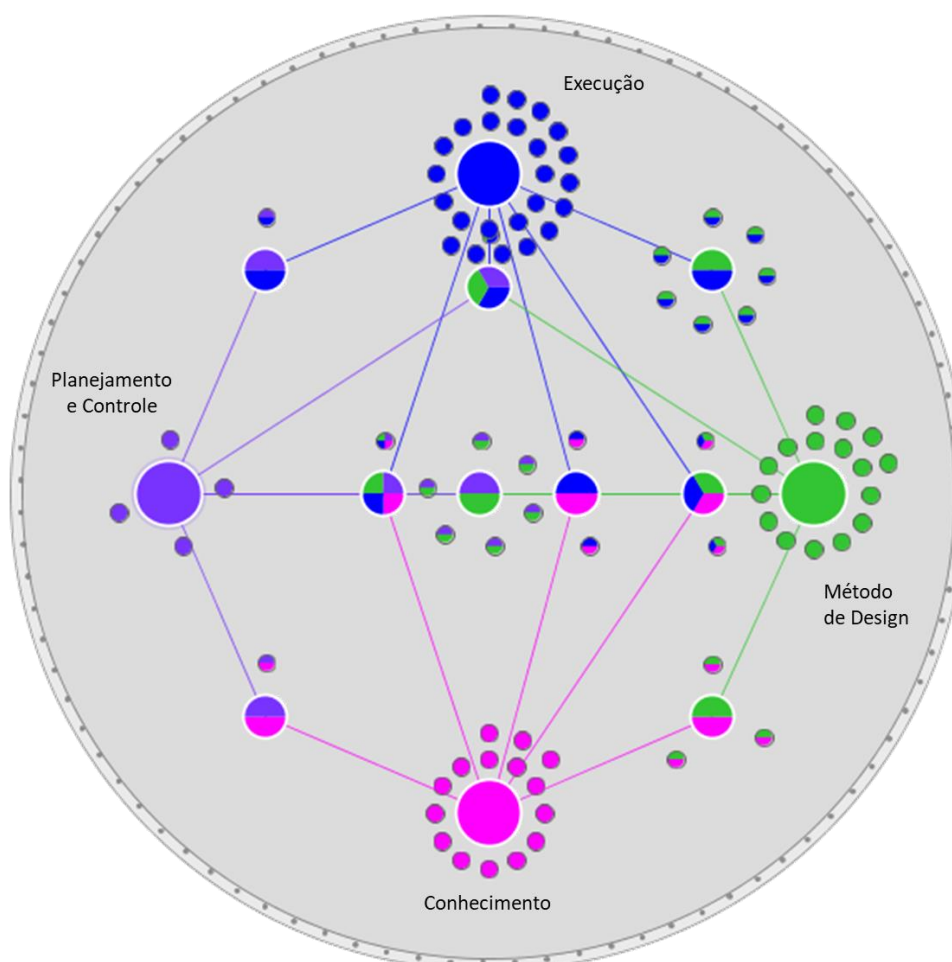 Execução
Planejamento
e Controle
Método
de Design
Conhecimento